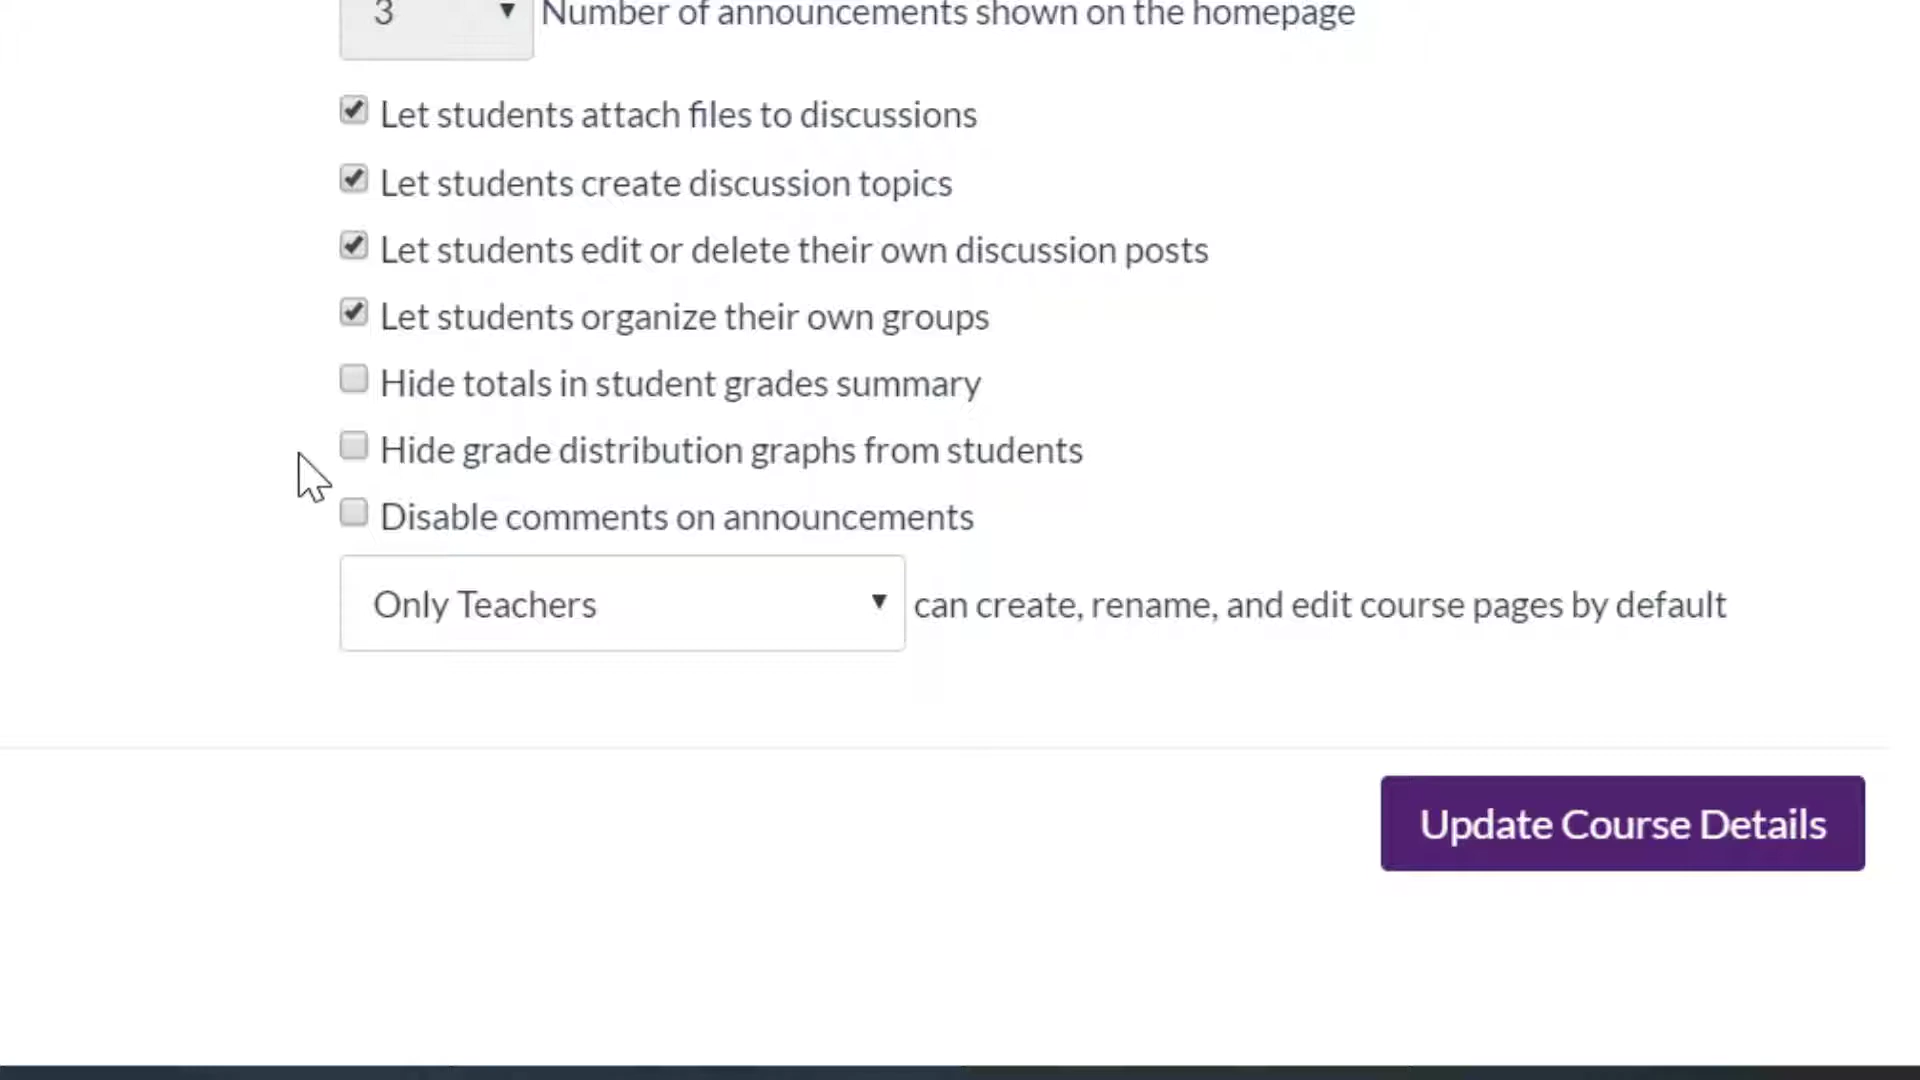 3 Number of announcements shown on the homepage
Let students attach files to discussions
Let students create discussion topics
Let students edit or delete their own discussion posts
Let students organize their own groups
Hide totals in student grades summary
Hide grade distribution graphs from students
Disable comments on announcements
Only Teachers can create, rename, and edit course pages by default
Update Course Details